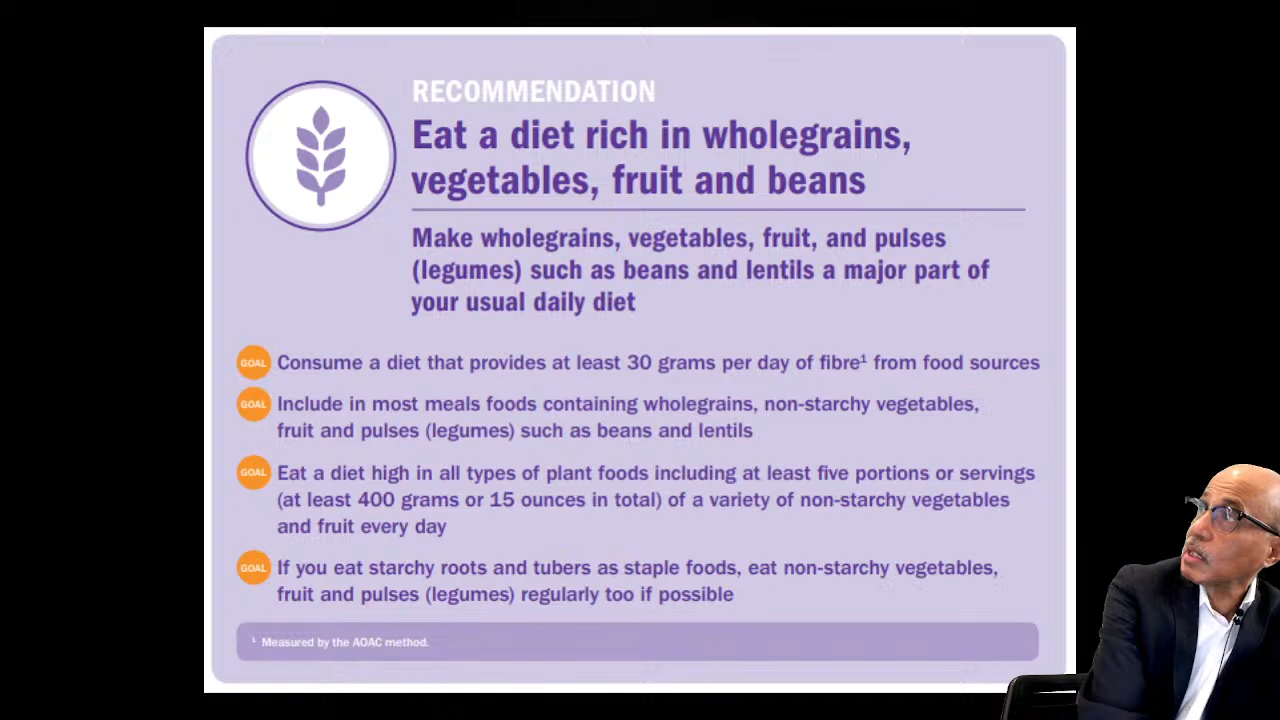 RECOMMENDATION
Eat a diet rich in wholegrains,
vegetables, fruit and beans
Make wholegrains, vegetables, fruit, and pulses
(legumes) such as beans and lentils a major part of
your usual daily diet
GOAL Consume a diet that provides at least 30 grams per day of fibre¹ from food sources
GOAL Include in most meals foods containing wholegrains, non-starchy vegetables,
fruit and pulses (legumes) such as beans and lentils
GOAL Eat a diet high in all types of plant foods including at least five portions or servings
(at least 400 grams or 15 ounces in total) of a variety of non-starchy vegetables
and fruit every day
GOAL If you eat starchy roots and tubers as staple foods, eat non-starchy vegetables,
fruit and pulses (legumes) regularly too if possible
¹ Measured by the AOAC method.